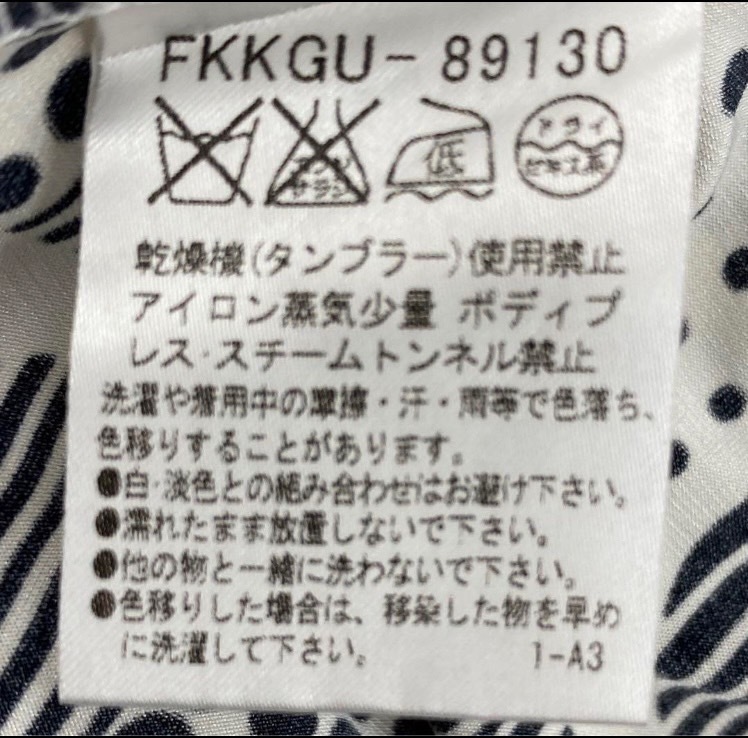 FKKGU-89130
エンソ
サラシ
低
ドライ
セキユ系
乾燥機(タンブラー)使用禁止
アイロン蒸気少量 ボディプ
レス・スチームトンネル禁止
洗濯や着用中の摩擦・汗・雨等で色落ち、
色移りすることがあります。
●白・淡色との組み合わせはお避け下さい。
●濡れたまま放置しないで下さい。
●他の物と一緒に洗わないで下さい。
●色移りした場合は、移染した物を早め
に洗濯して下さい。 1-A3